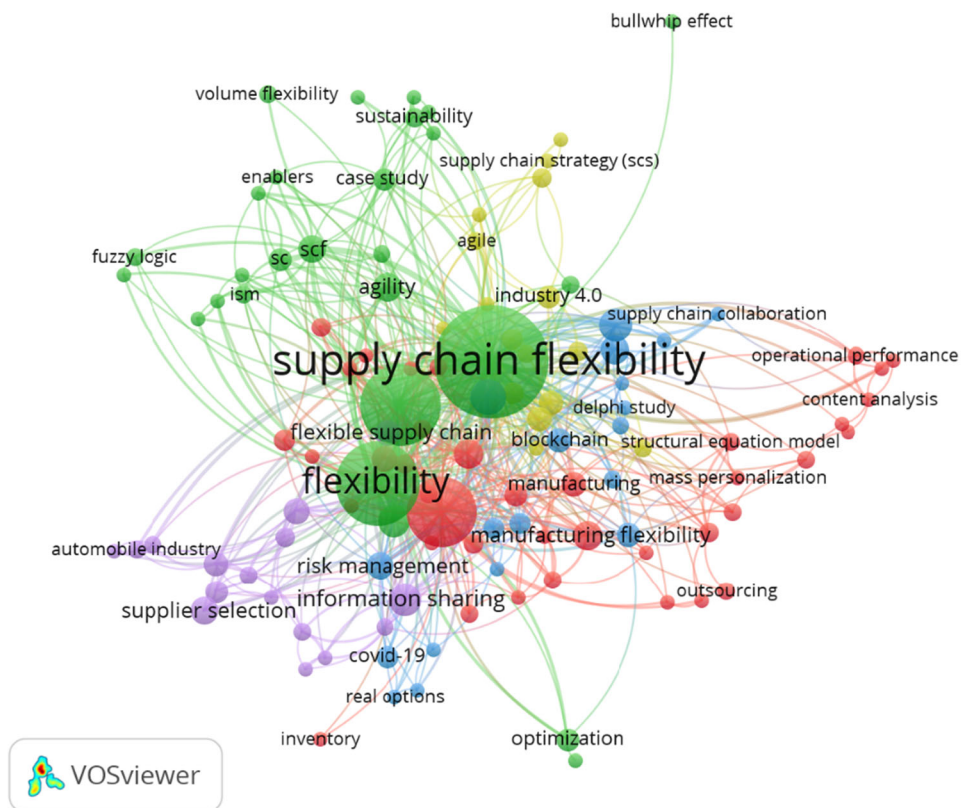 bullwhip effect
volume flexibility
sustainability
supply chain strategy (scs)
enablers
case study
agile
scf
fuzzy logic
sc
agility
ism
industry 4.0
supply chain collaboration
supply chain flexibility
operational performance
content analysis
delphi study
flexible supply chain
blockchain
structural equation model
flexibility
manufacturing
mass personalization
manufacturing flexibility
automobile industry
risk management
outsourcing
information sharing
supplier selection
covid-19
real options
inventory
optimization
VOSviewer